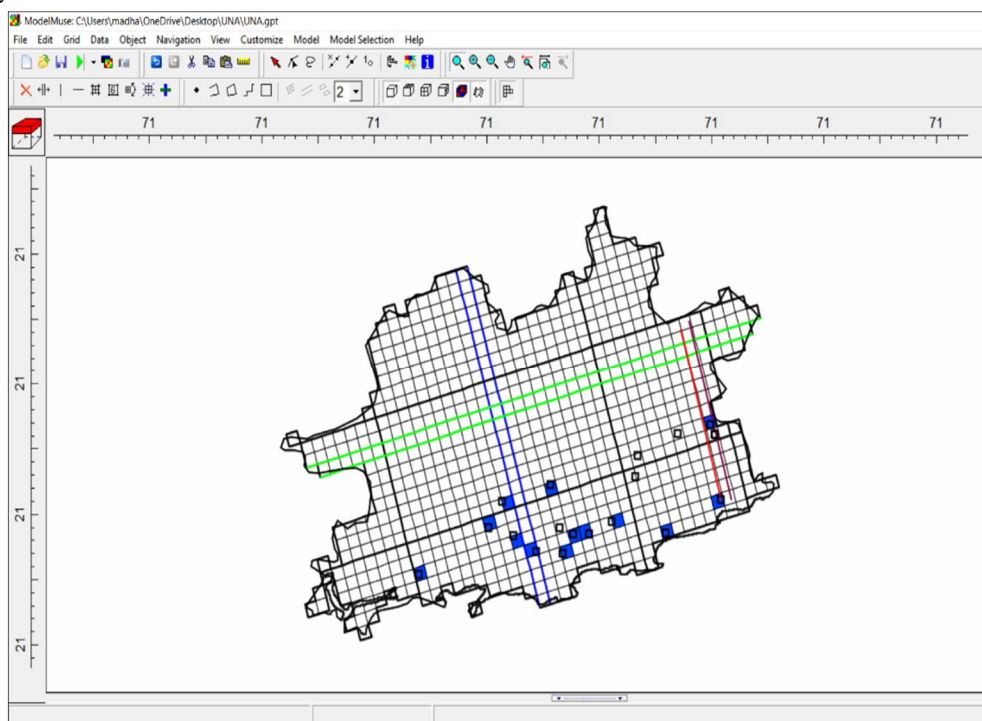 ModelMuse: C:\Users\madha\OneDrive\Desktop\UNA\UNA.gpt
File Edit Grid Data Object Navigation View Customize Model Model Selection Help
2
71 71 71 71 71 71 71 71
21
21
21
21